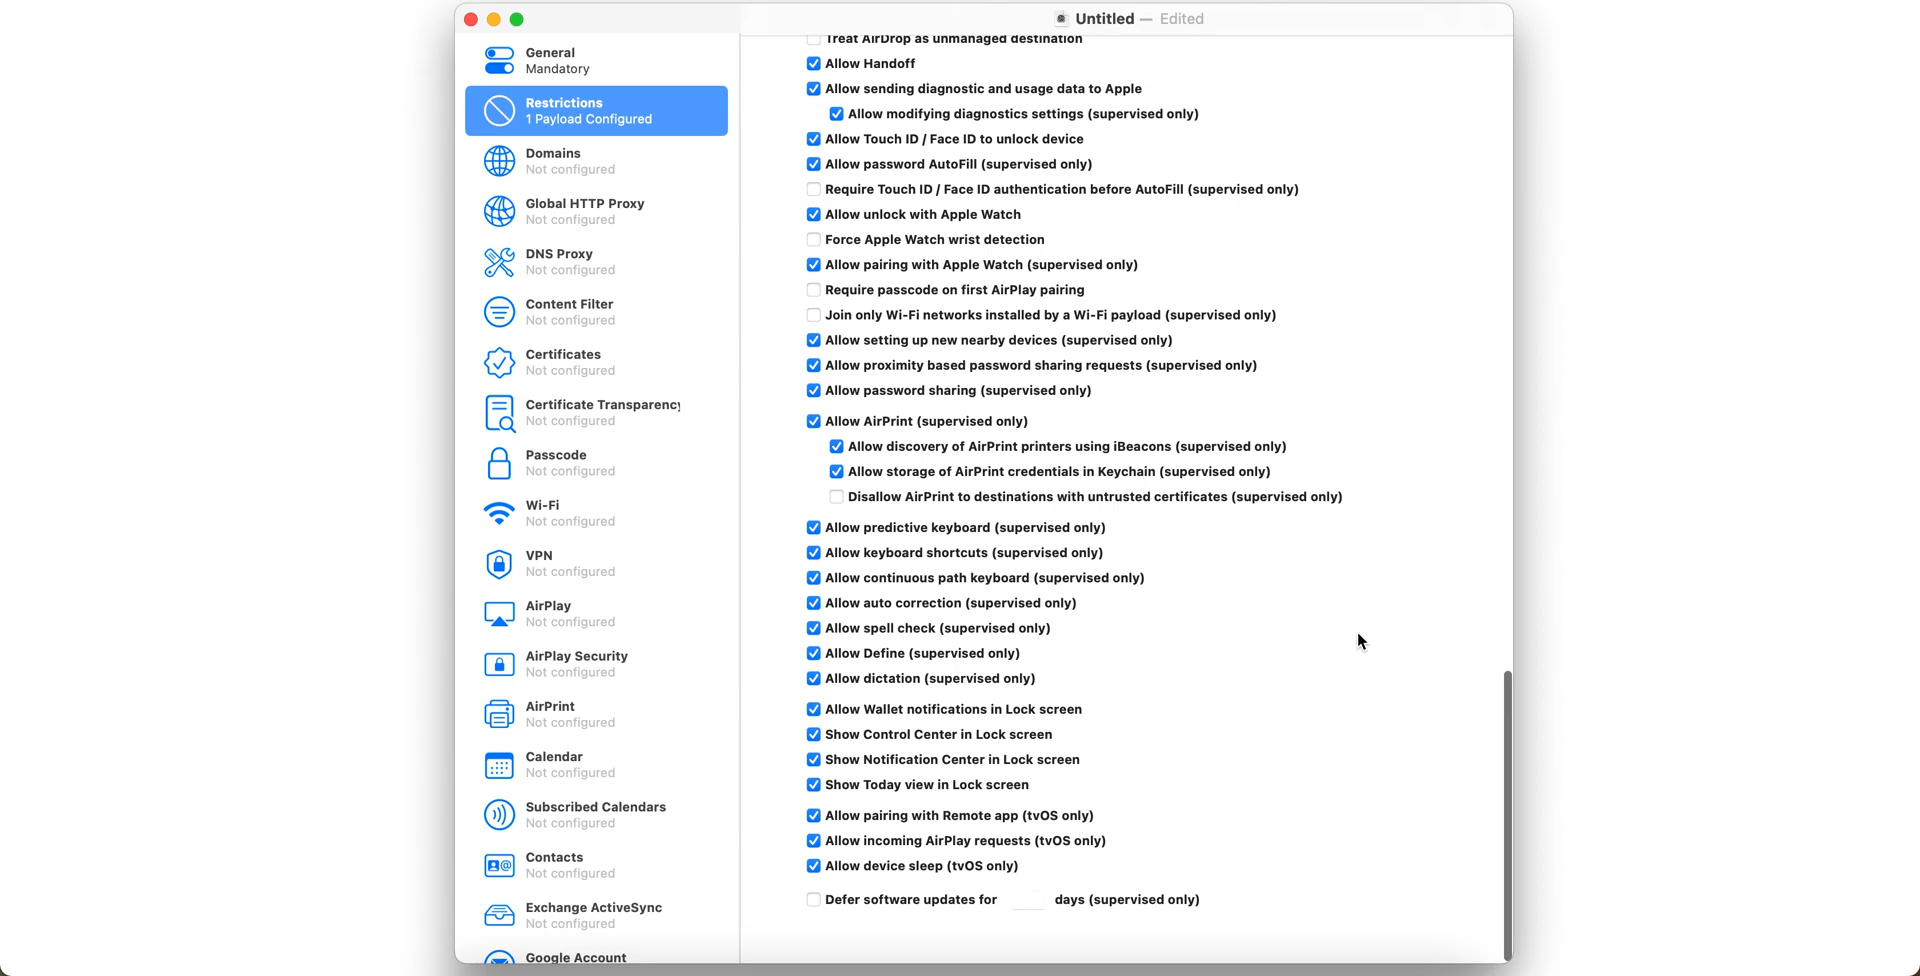 Untitled — Edited
General
Mandatory
Restrictions
1 Payload Configured
Domains
Not configured
Global HTTP Proxy
Not configured
DNS Proxy
Not configured
Content Filter
Not configured
Certificates
Not configured
Certificate Transparency
Not configured
Passcode
Not configured
Wi-Fi
Not configured
VPN
Not configured
AirPlay
Not configured
AirPlay Security
Not configured
AirPrint
Not configured
Calendar
Not configured
Subscribed Calendars
Not configured
Contacts
Not configured
Exchange ActiveSync
Not configured
Google Account
Treat AirDrop as unmanaged destination
Allow Handoff
Allow sending diagnostic and usage data to Apple
Allow modifying diagnostics settings (supervised only)
Allow Touch ID / Face ID to unlock device
Allow password AutoFill (supervised only)
Require Touch ID / Face ID authentication before AutoFill (supervised only)
Allow unlock with Apple Watch
Force Apple Watch wrist detection
Allow pairing with Apple Watch (supervised only)
Require passcode on first AirPlay pairing
Join only Wi-Fi networks installed by a Wi-Fi payload (supervised only)
Allow setting up new nearby devices (supervised only)
Allow proximity based password sharing requests (supervised only)
Allow password sharing (supervised only)
Allow AirPrint (supervised only)
Allow discovery of AirPrint printers using iBeacons (supervised only)
Allow storage of AirPrint credentials in Keychain (supervised only)
Disallow AirPrint to destinations with untrusted certificates (supervised only)
Allow predictive keyboard (supervised only)
Allow keyboard shortcuts (supervised only)
Allow continuous path keyboard (supervised only)
Allow auto correction (supervised only)
Allow spell check (supervised only)
Allow Define (supervised only)
Allow dictation (supervised only)
Allow Wallet notifications in Lock screen
Show Control Center in Lock screen
Show Notification Center in Lock screen
Show Today view in Lock screen
Allow pairing with Remote app (tvOS only)
Allow incoming AirPlay requests (tvOS only)
Allow device sleep (tvOS only)
Defer software updates for days (supervised only)